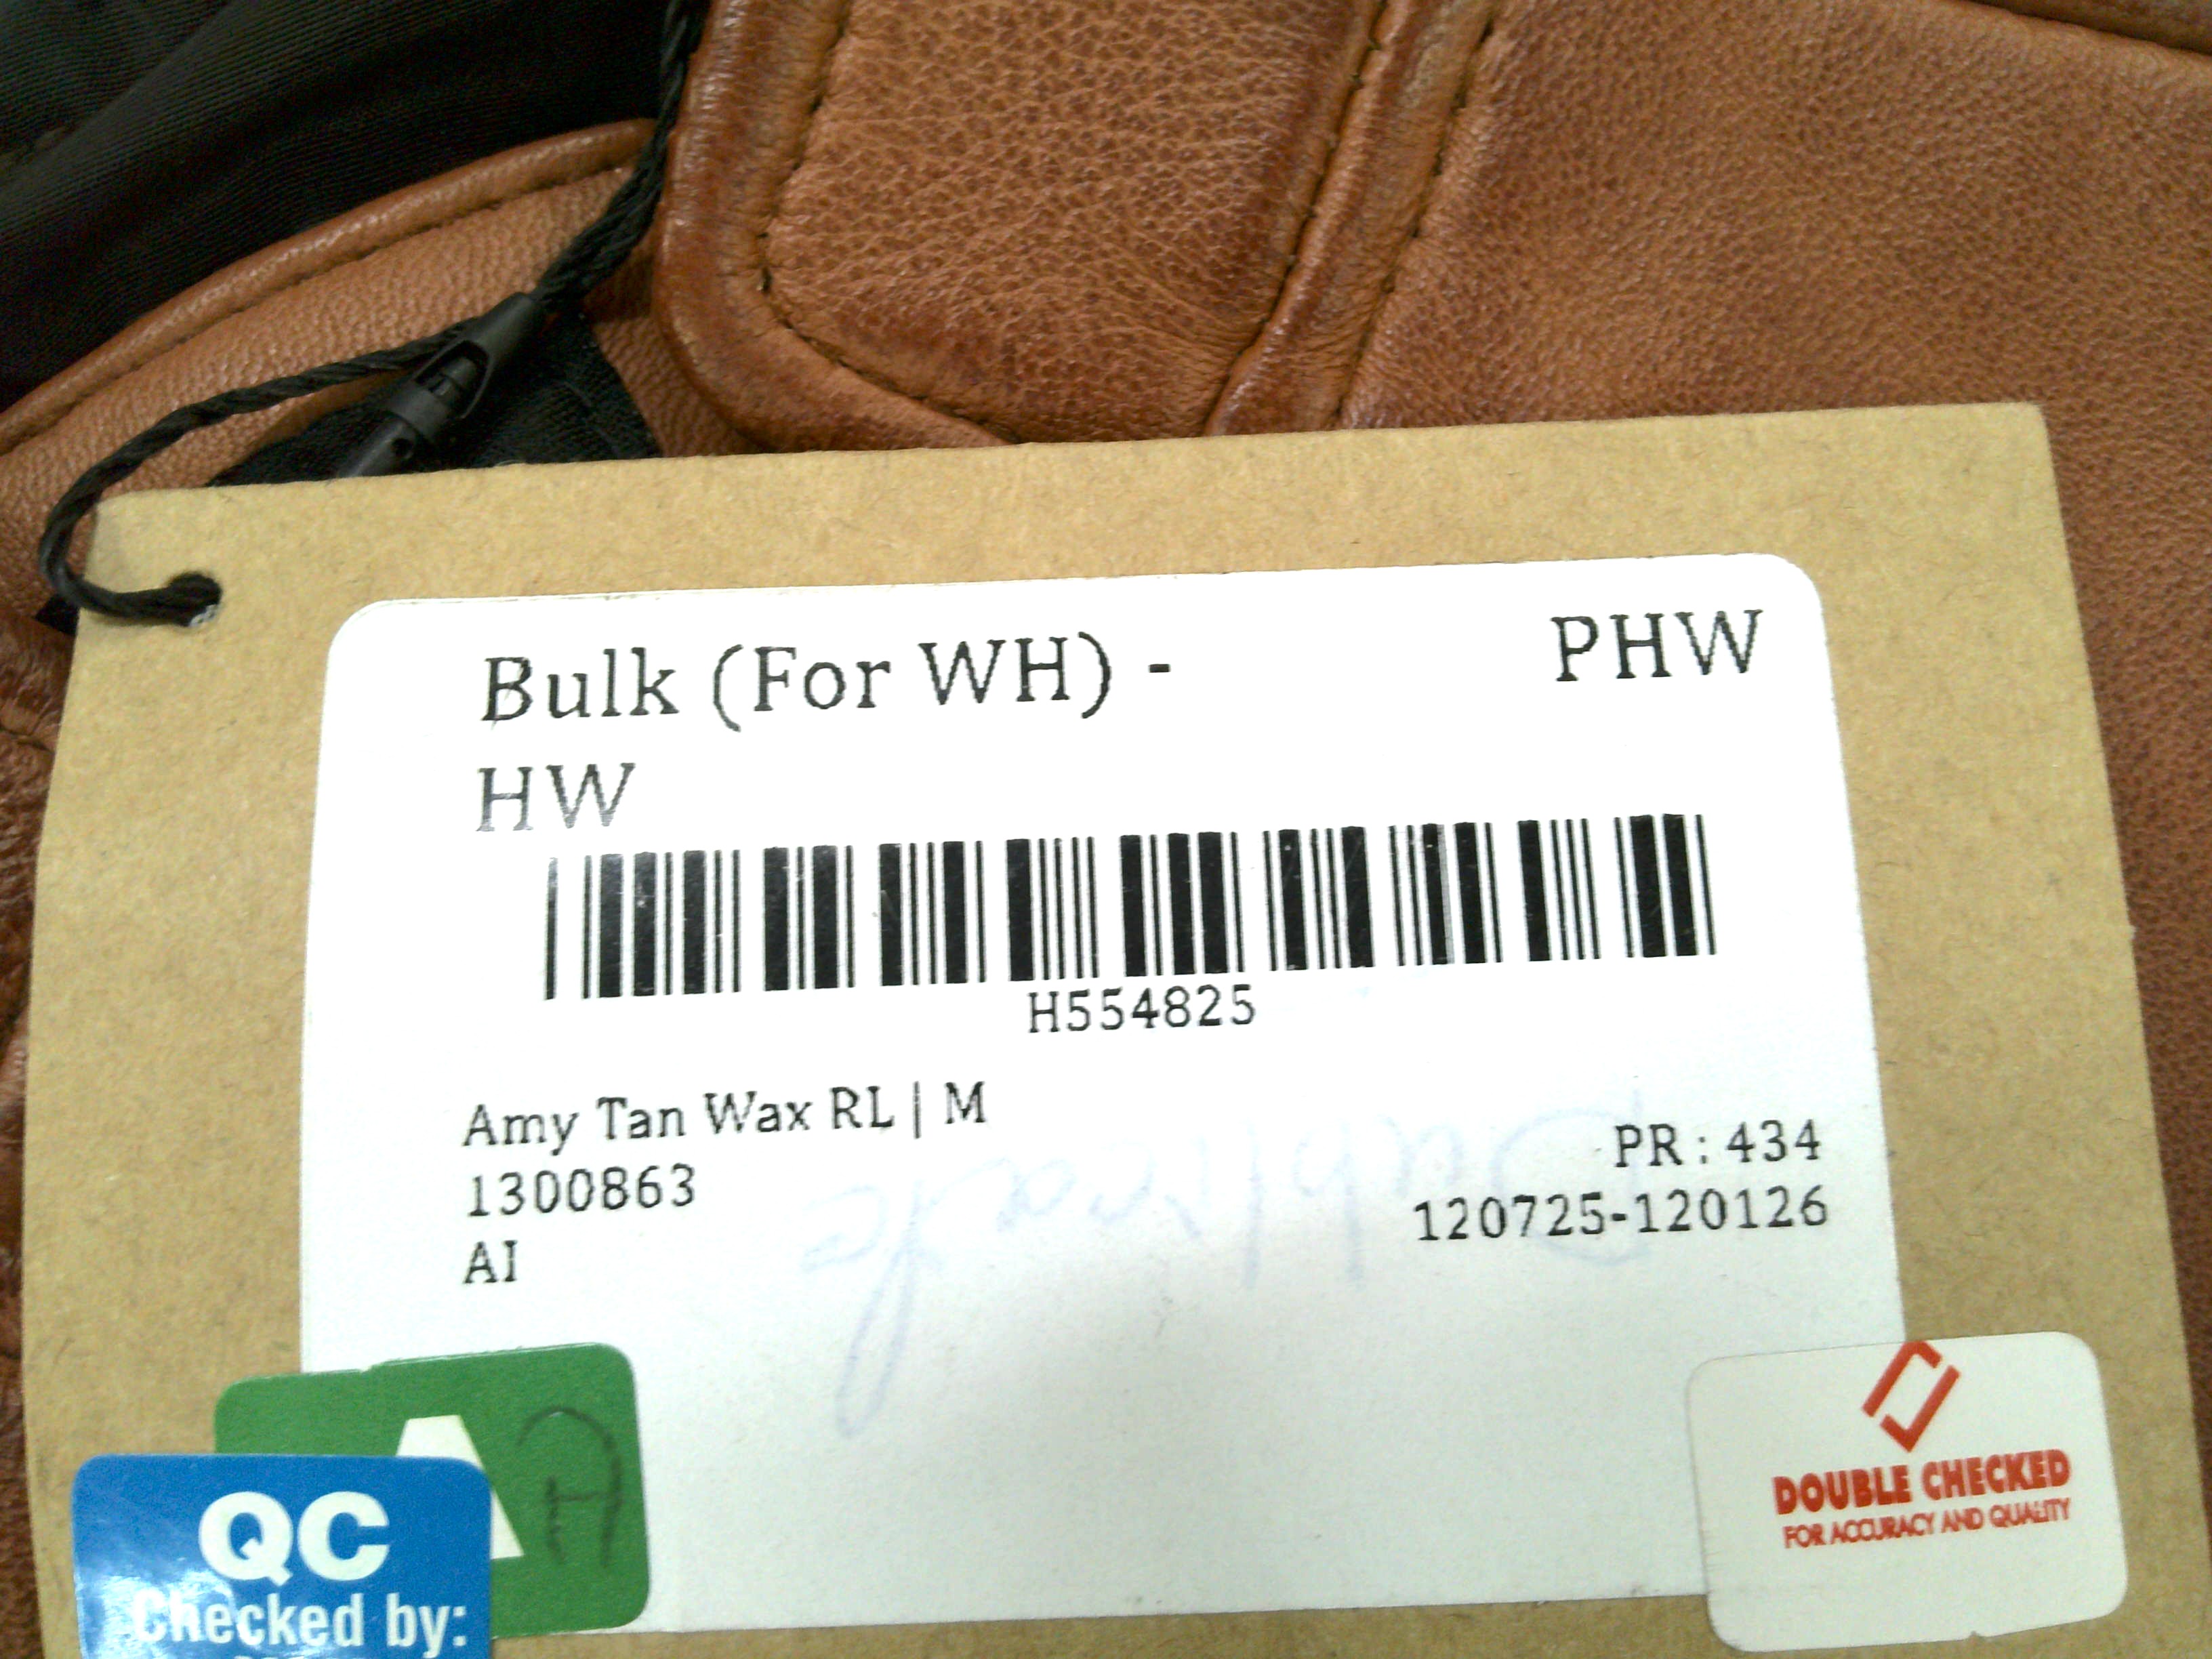 Bulk (For WH) - PHW
HW
H554825
Amy Tan Wax RL | M
1300863
PR : 434
AI
120725-120126
Duplicate
A
QC
Checked by:
DOUBLE CHECKED
FOR ACCURACY AND QUALITY